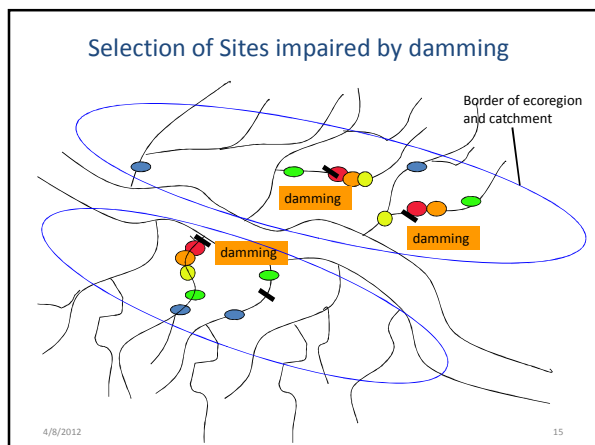 Selection of Sites impaired by damming
Border of ecoregion
and catchment
damming
damming
damming
4/8/2012
15